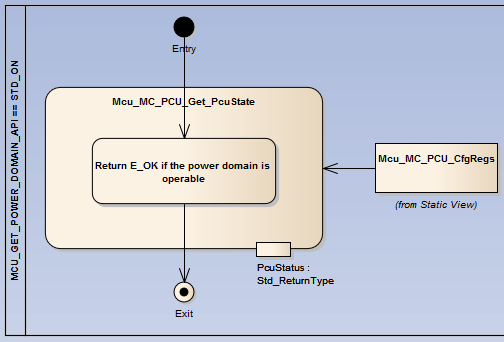 MCU_GET_POWER_DOMAIN_API == STD_ON
Entry
Mcu_MC_PCU_Get_PcuState
Return E_OK if the power domain is
operable
Mcu_MC_PCU_CfgRegs
(from Static View)
PcuStatus :
Std_ReturnType
Exit